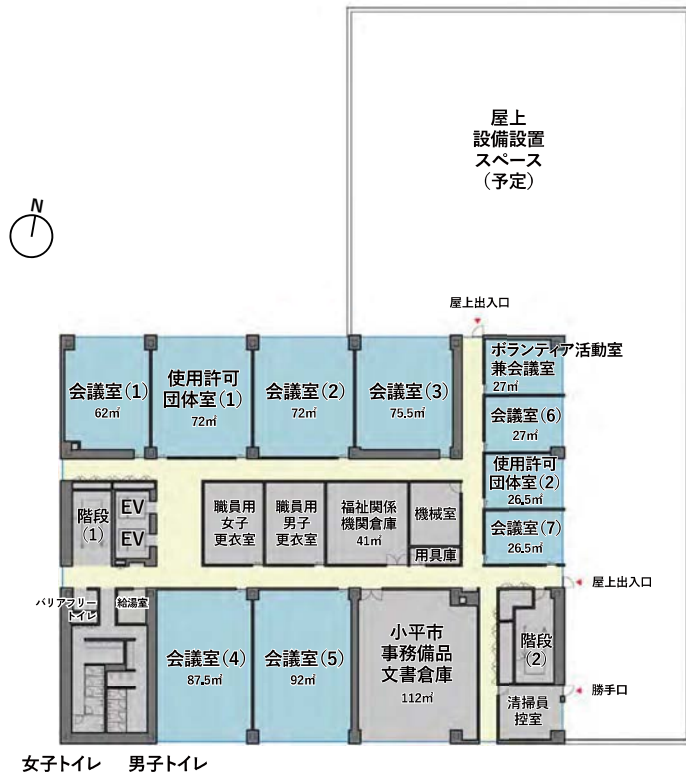 屋上
設備設置
スペース
(予定)
N
屋上出入口
会議室(1)
62㎡
使用許可
団体室(1)
72㎡
会議室(2)
72㎡
会議室(3)
75.5㎡
ボランティア活動室
兼会議室
27㎡
会議室(6)
27㎡
使用許可
団体室(2)
26.5㎡
会議室(7)
26.5㎡
階段
(1)
EV
EV
職員用
女子
更衣室
職員用
男子
更衣室
福祉関係
機関倉庫
41㎡
機械室
用具庫
屋上出入口
バリアフリー
トイレ
給湯室
会議室(4)
87.5㎡
会議室(5)
92㎡
小平市
事務備品
文書倉庫
112㎡
階段
(2)
清掃員
控室
勝手口
女子トイレ 男子トイレ